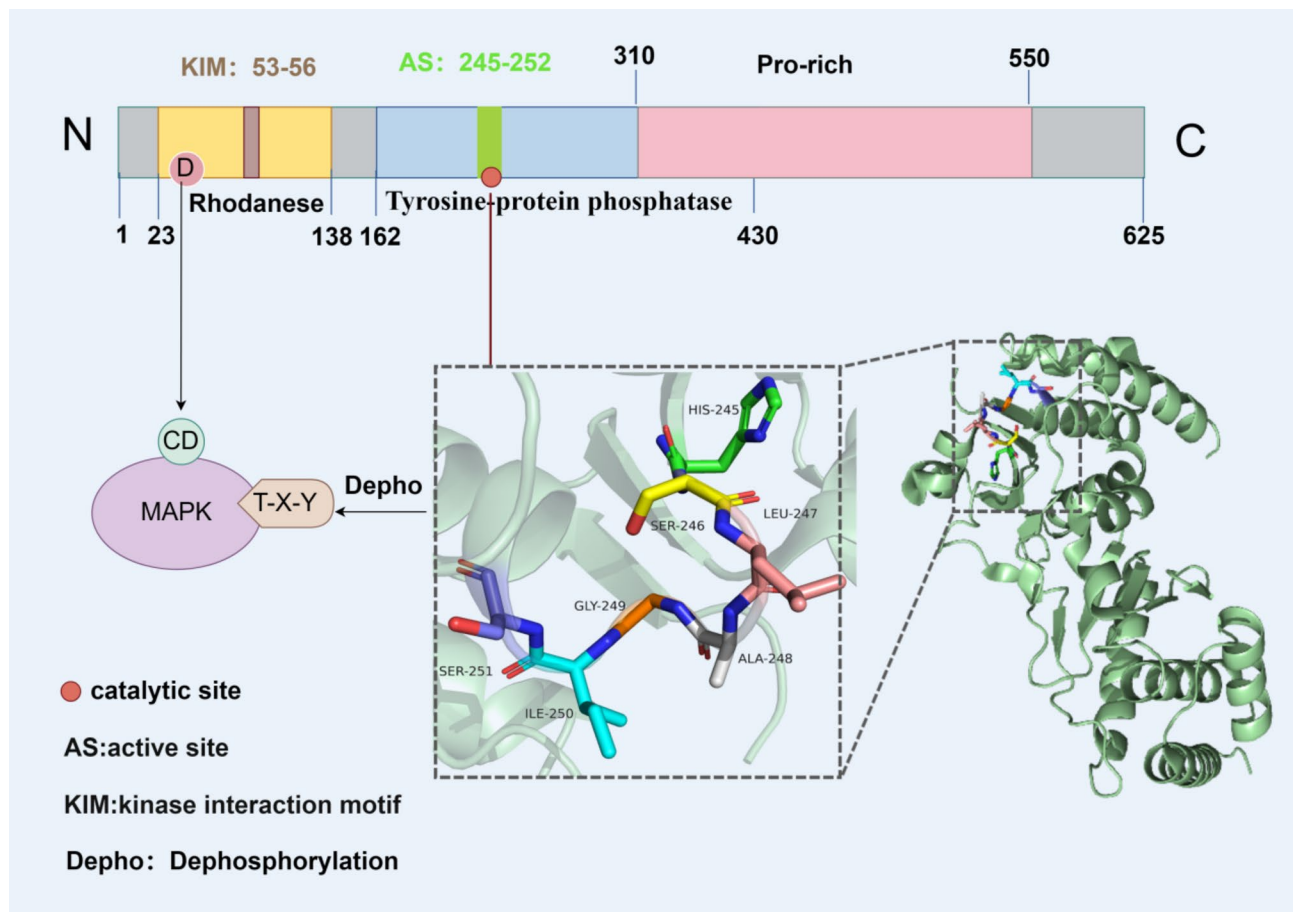 KIM: 53-56
AS: 245-252
310
Pro-rich
550
N
C
D
Rhodanese
Tyrosine-protein phosphatase
1
23
138
162
430
625
CD
MAPK
T-X-Y
Depho
HIS-245
SER-246
LEU-247
GLY-249
ALA-248
SER-251
ILE-250
catalytic site
AS:active site
KIM:kinase interaction motif
Depho: Dephosphorylation